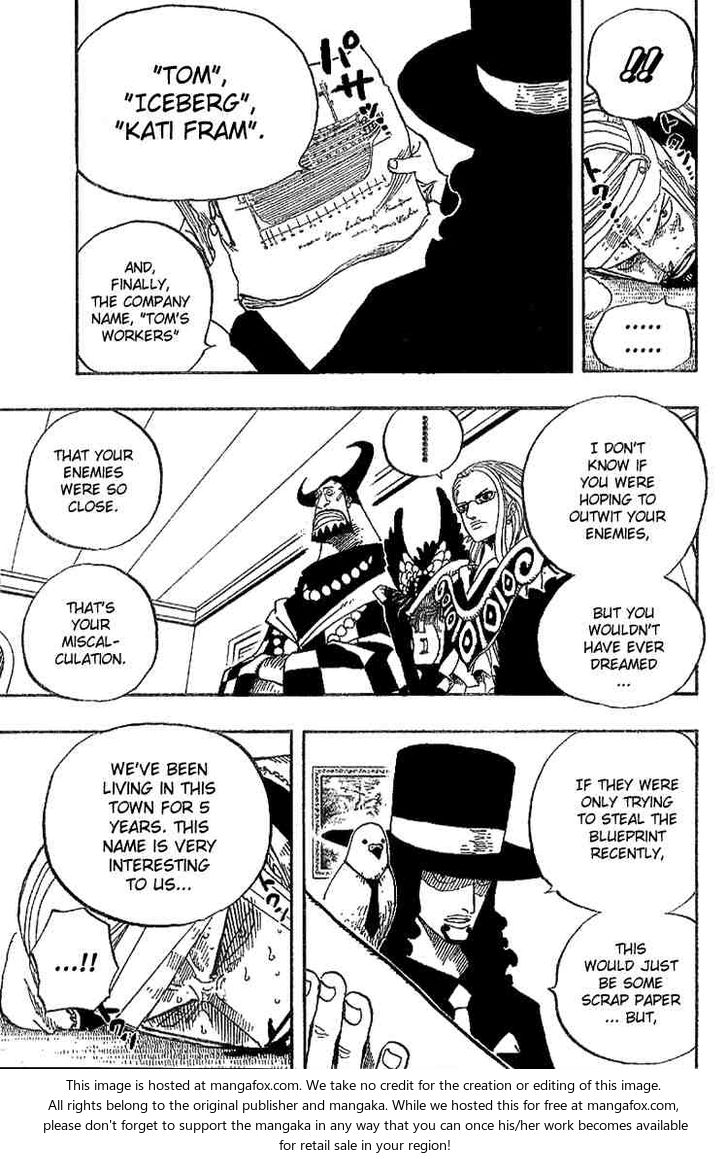 !!
ドクン…
.....
.....
"TOM",
"ICEBERG",
"KATI FRAM".
パサッ…
AND,
FINALLY,
THE COMPANY
NAME, "TOM'S
WORKERS"
I DON'T
KNOW IF
YOU WERE
HOPING TO
OUTWIT YOUR
ENEMIES,
BUT YOU
WOULDN'T
HAVE EVER
DREAMED
...
THAT YOUR
ENEMIES
WERE SO
CLOSE.
THAT'S
YOUR
MISCAL-
CULATION.
IF THEY WERE
ONLY TRYING
TO STEAL THE
BLUEPRINT
RECENTLY,
THIS
WOULD JUST
BE SOME
SCRAP PAPER
... BUT,
WE'VE BEEN
LIVING IN THIS
TOWN FOR 5
YEARS. THIS
NAME IS VERY
INTERESTING
TO US...
...!!
This image is hosted at mangafox.com. We take no credit for the creation or editing of this image.
All rights belong to the original publisher and mangaka. While we hosted this for free at mangafox.com,
please don't forget to support the mangaka in any way that you can once his/her work becomes available
for retail sale in your region!